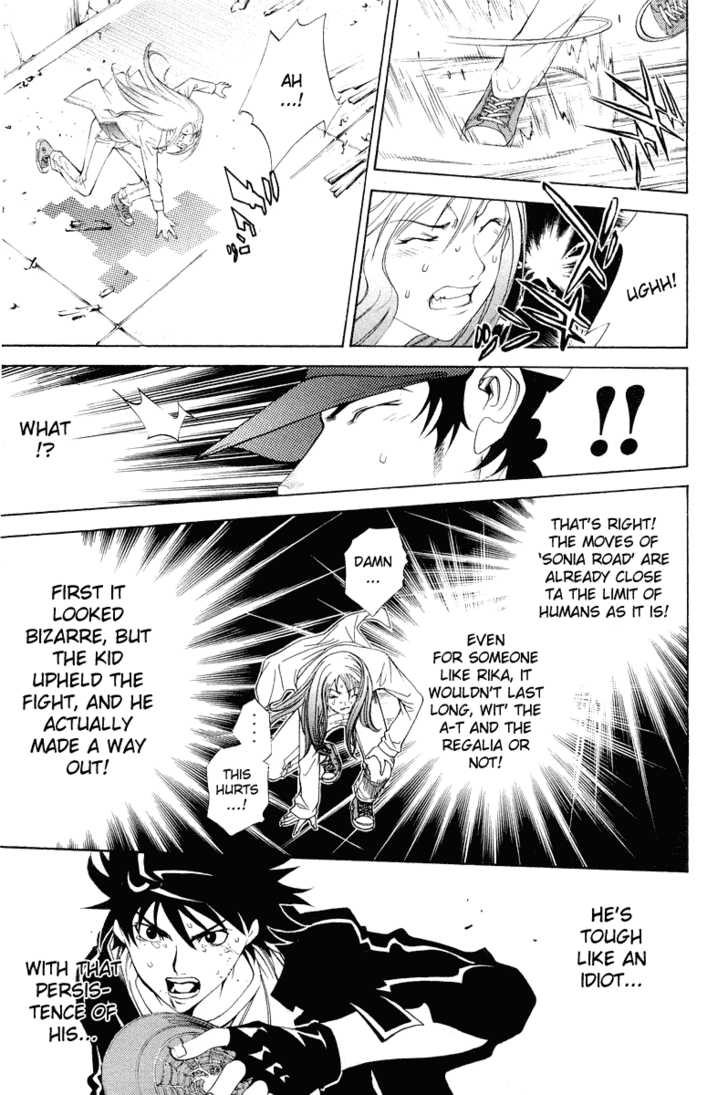 UGHH!
AH
...!
!!
WHAT
!?
THAT'S RIGHT!
THE MOVES OF
'SONIA ROAD' ARE
ALREADY CLOSE
TA THE LIMIT OF
HUMANS AS IT IS!
EVEN
FOR SOMEONE
LIKE RIKA, IT
WOULDN'T LAST
LONG, WIT' THE
A-T AND THE
REGALIA OR
NOT!
DAMN
...
....
THIS
HURTS
...!
FIRST IT
LOOKED
BIZARRE, BUT
THE KID
UPHELD THE
FIGHT, AND HE
ACTUALLY
MADE A WAY
OUT!
HE'S
TOUGH
LIKE AN
IDIOT...
WITH THAT
PERSIS-
TENCE OF
HIS...